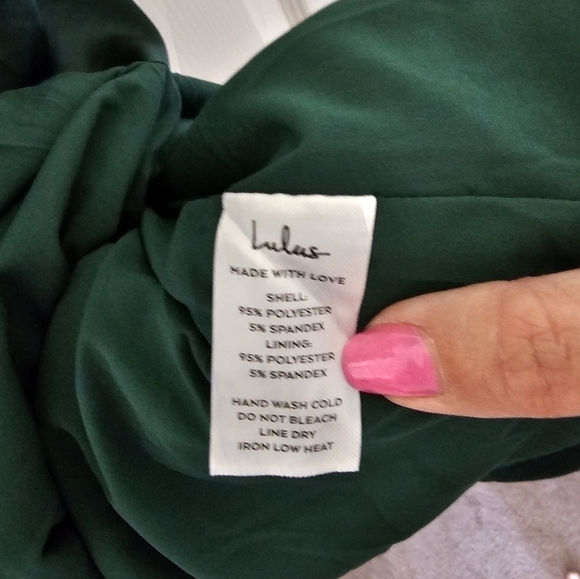 Lulus
MADE WITH LOVE
SHELL:
95% POLYESTER
5% SPANDEX
LINING:
95% POLYESTER
5% SPANDEX
HAND WASH COLD
DO NOT BLEACH
LINE DRY
IRON LOW HEAT